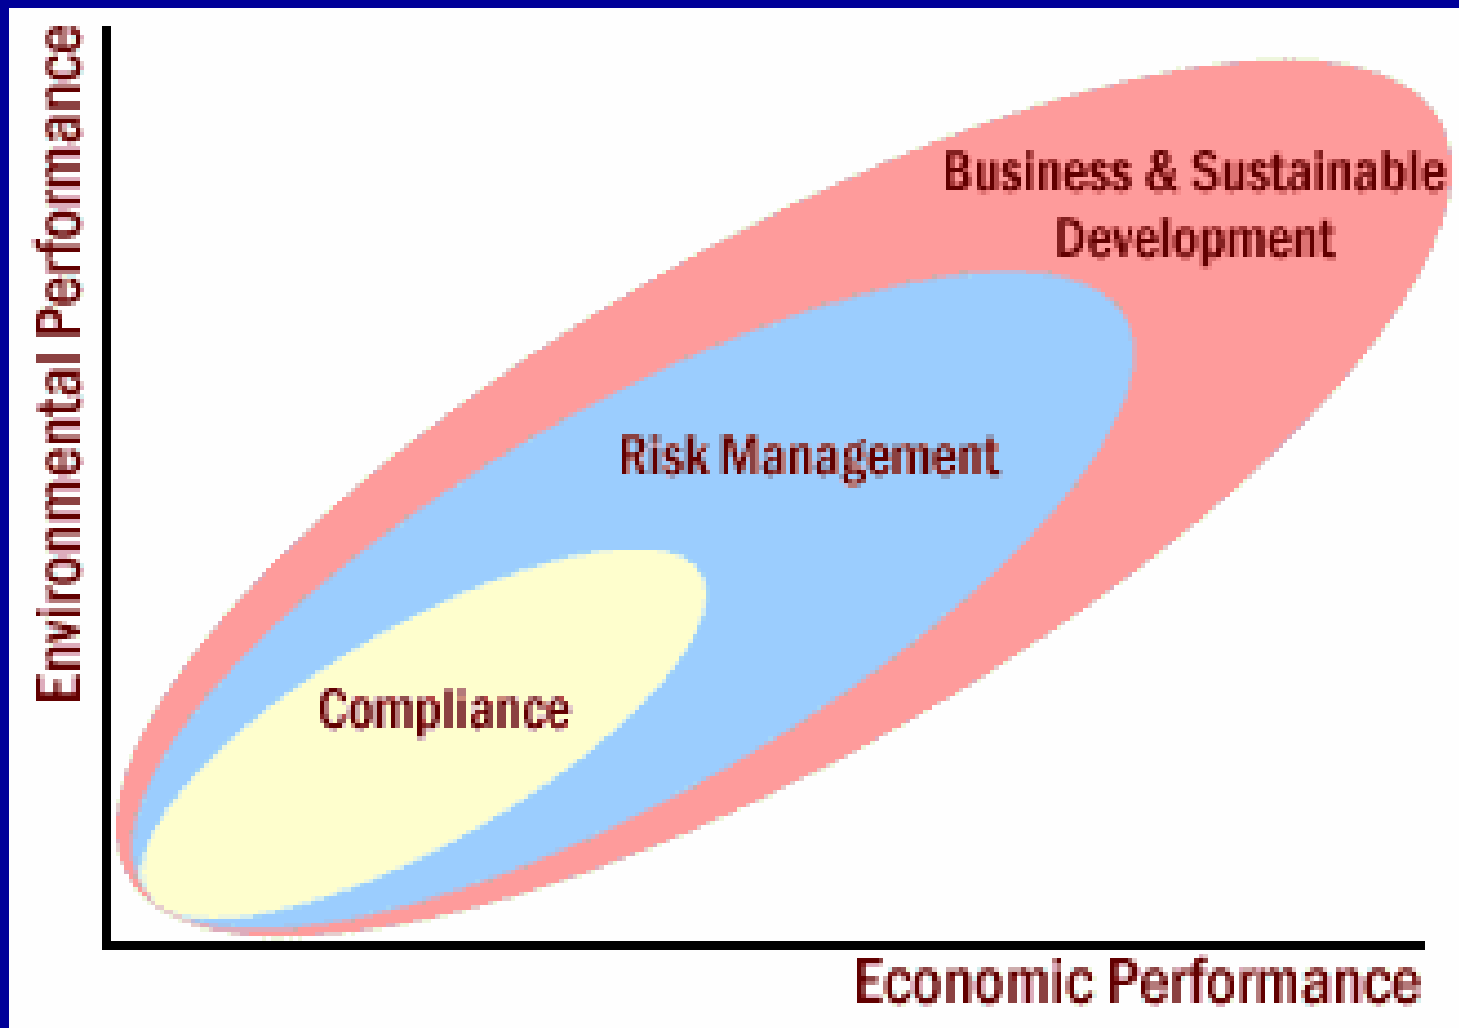 Environmental Performance
Business & Sustainable
Development
Risk Management
Compliance
Economic Performance